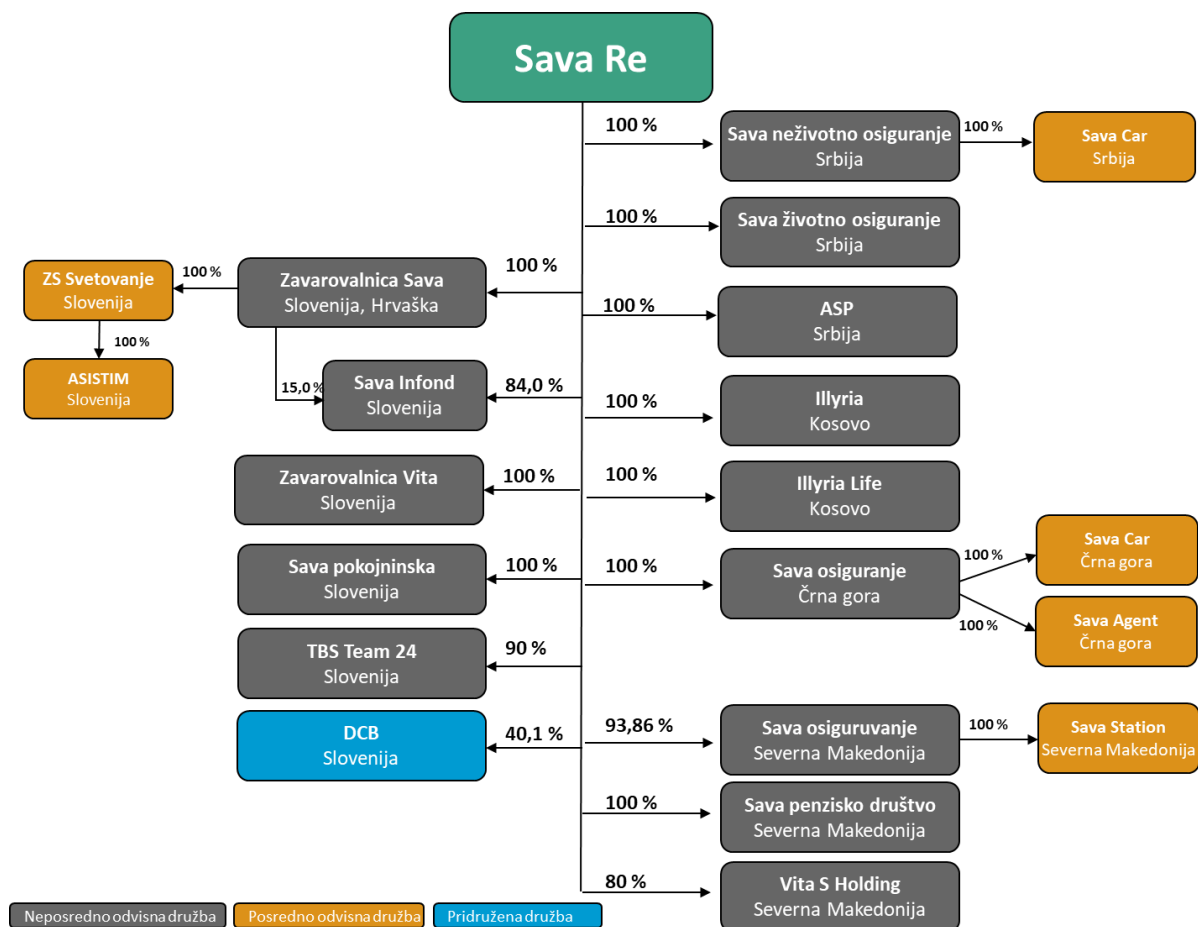 Sava Re
100 %
Sava neživotno osiguranje
Srbija
100 %
Sava Car
Srbija
100 %
Sava životno osiguranje
Srbija
ZS Svetovanje
Slovenija
100 %
Zavarovalnica Sava
Slovenija, Hrvaška
100 %
100 %
ASP
Srbija
100 %
ASISTIM
Slovenija
15,0 %
Sava Infond
Slovenija
84,0 %
100 %
Illyria
Kosovo
Zavarovalnica Vita
Slovenija
100 %
100 %
Illyria Life
Kosovo
Sava pokojninska
Slovenija
100 %
100 %
Sava osiguranje
Črna gora
100 %
Sava Car
Črna gora
100 %
Sava Agent
Črna gora
TBS Team 24
Slovenija
90 %
DCB
Slovenija
40,1 %
93,86 %
Sava osiguruvanje
Severna Makedonija
100 %
Sava Station
Severna Makedonija
100 %
Sava penzisko društvo
Severna Makedonija
80 %
Vita S Holding
Severna Makedonija
Neposredno odvisna družba
Posredno odvisna družba
Pridružena družba